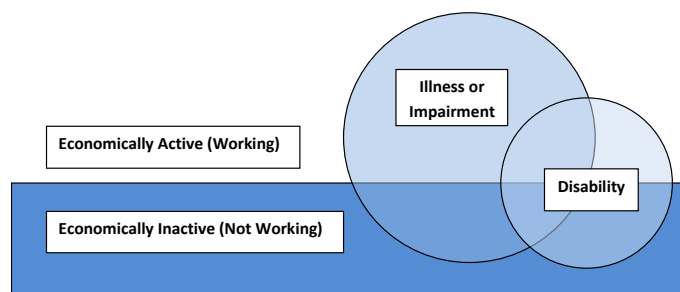 Illness or
Impairment
Economically Active (Working)
Disability
Economically Inactive (Not Working)